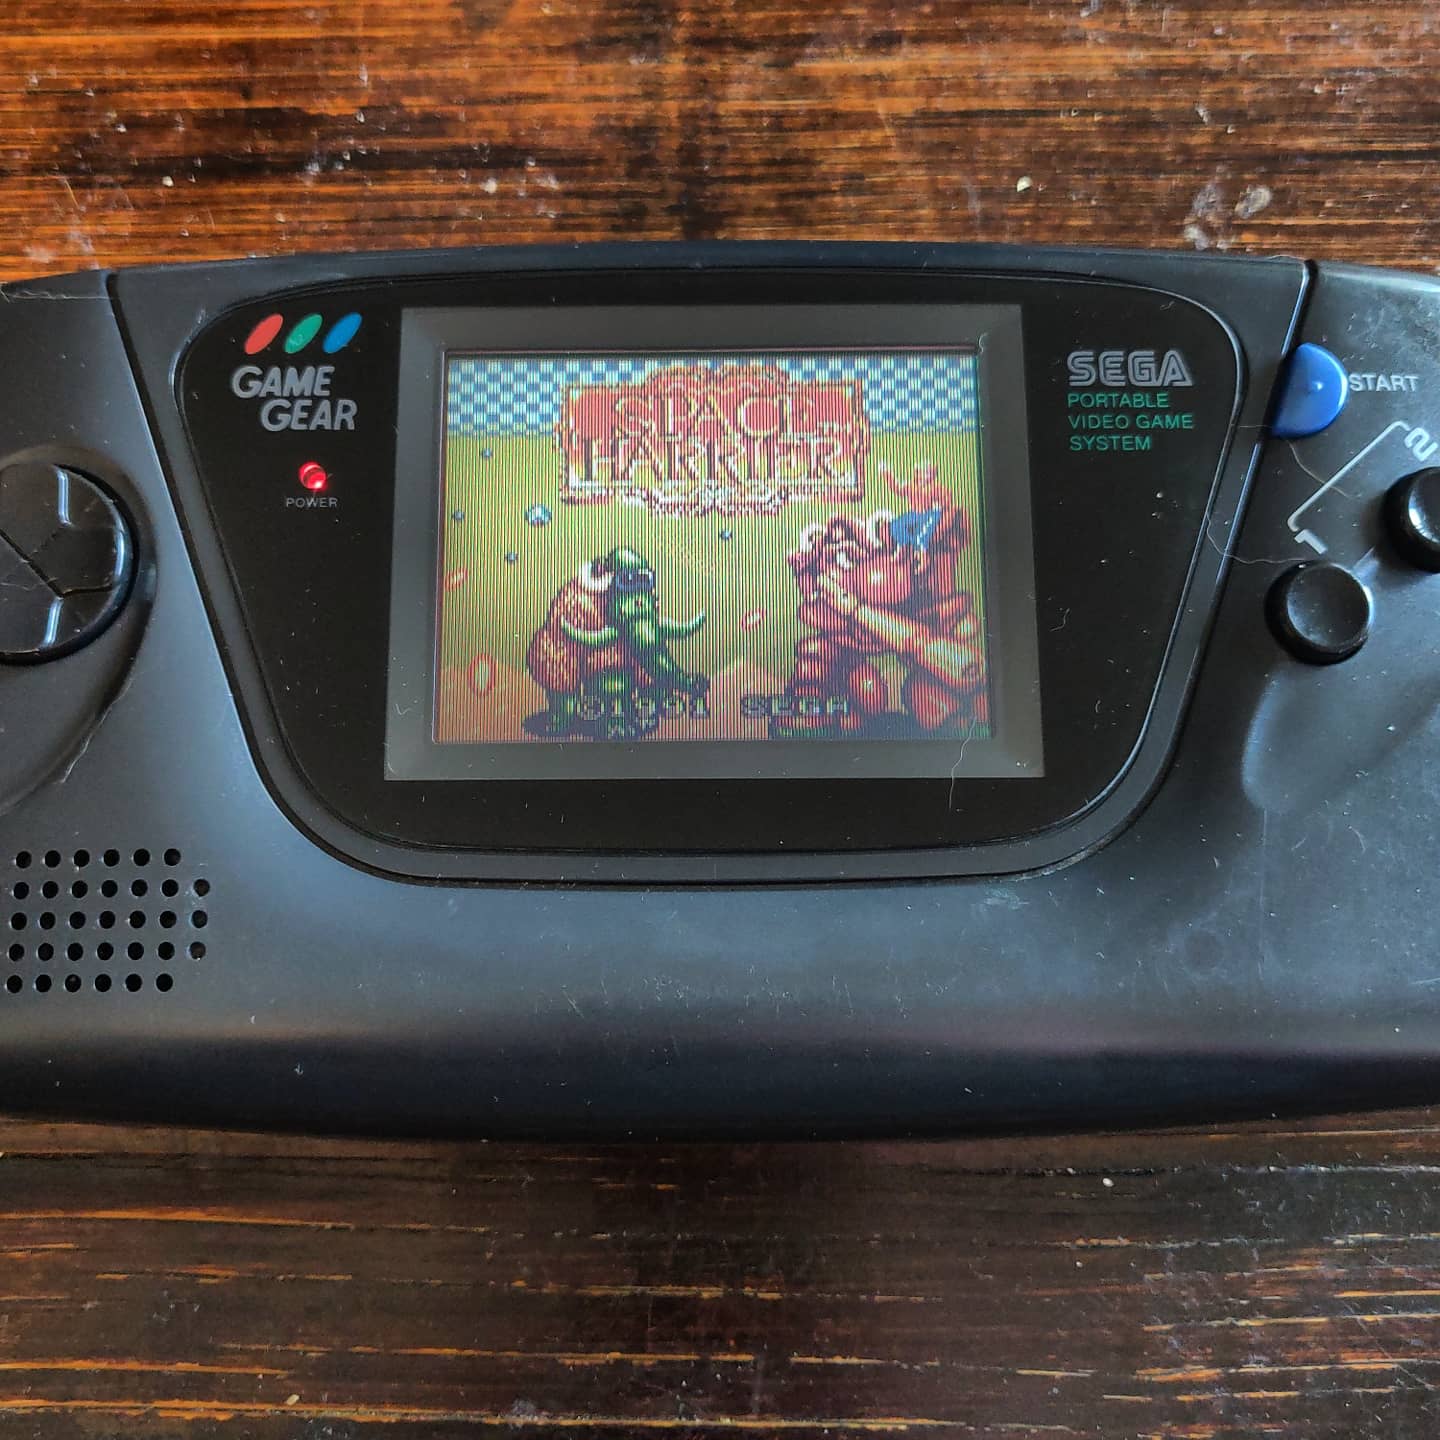 GAME
GEAR
POWER
SPACE
HARRIER
©1991 SEGA
SEGA
PORTABLE
VIDEO GAME
SYSTEM
START
2
1